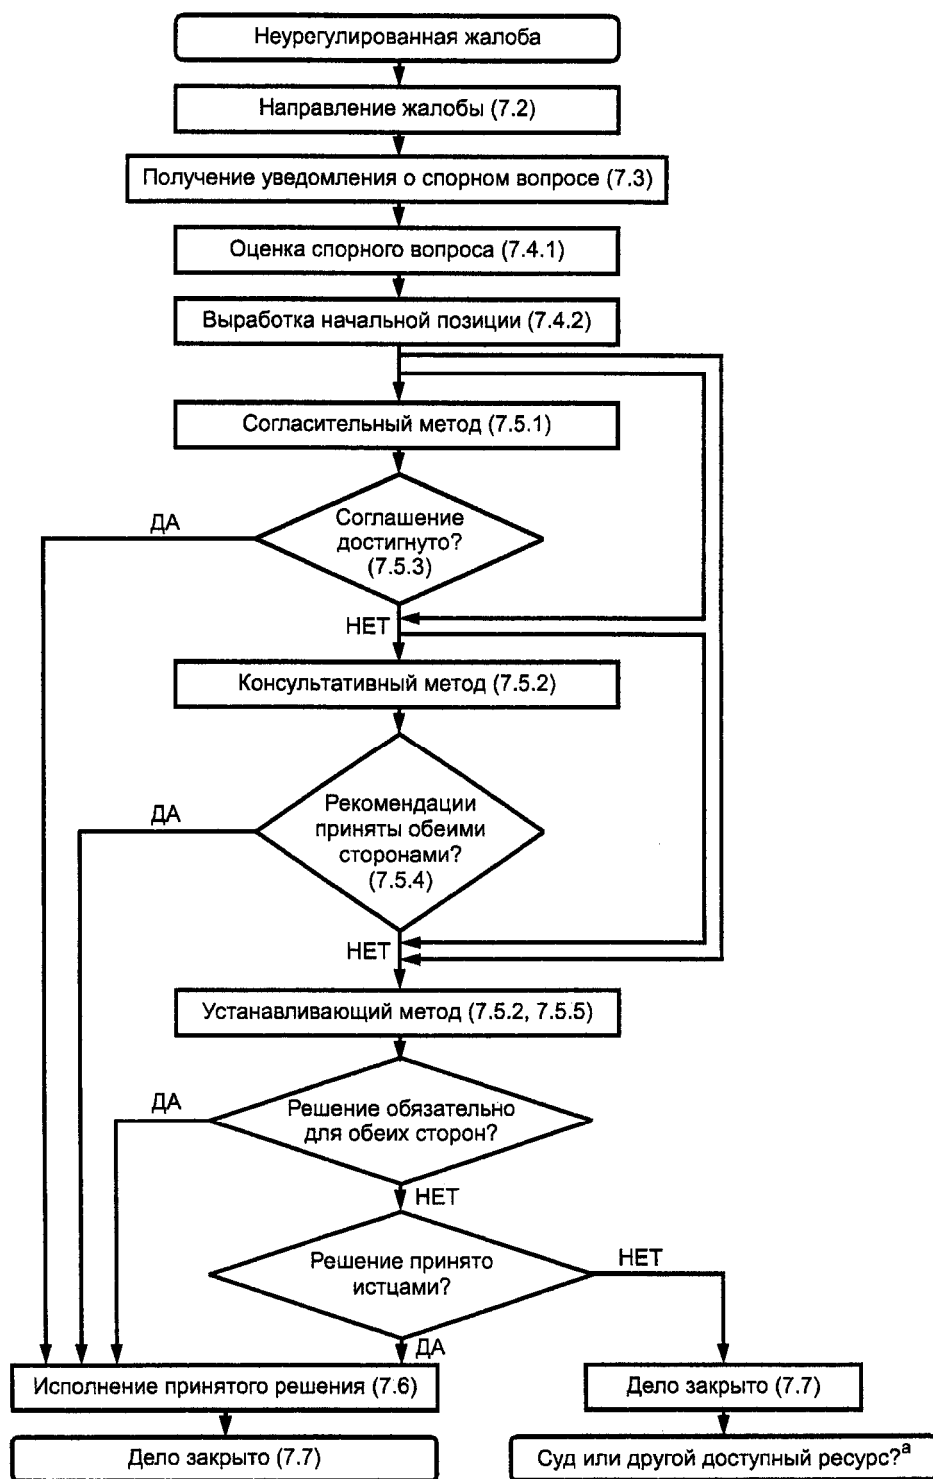 Неурегулированная жалоба
Направление жалобы (7.2)
Получение уведомления о спорном вопросе (7.3)
Оценка спорного вопроса (7.4.1)
Выработка начальной позиции (7.4.2)
Согласительный метод (7.5.1)
ДА
Соглашение
достигнуто?
(7.5.3)
НЕТ
Консультативный метод (7.5.2)
ДА
Рекомендации
приняты обеими
сторонами?
(7.5.4)
НЕТ
Устанавливающий метод (7.5.2, 7.5.5)
ДА
Решение обязательно
для обеих сторон?
НЕТ
Решение принято
истцами?
НЕТ
ДА
Исполнение принятого решения (7.6)
Дело закрыто (7.7)
Дело закрыто (7.7)
Суд или другой доступный ресурс?ᵃ